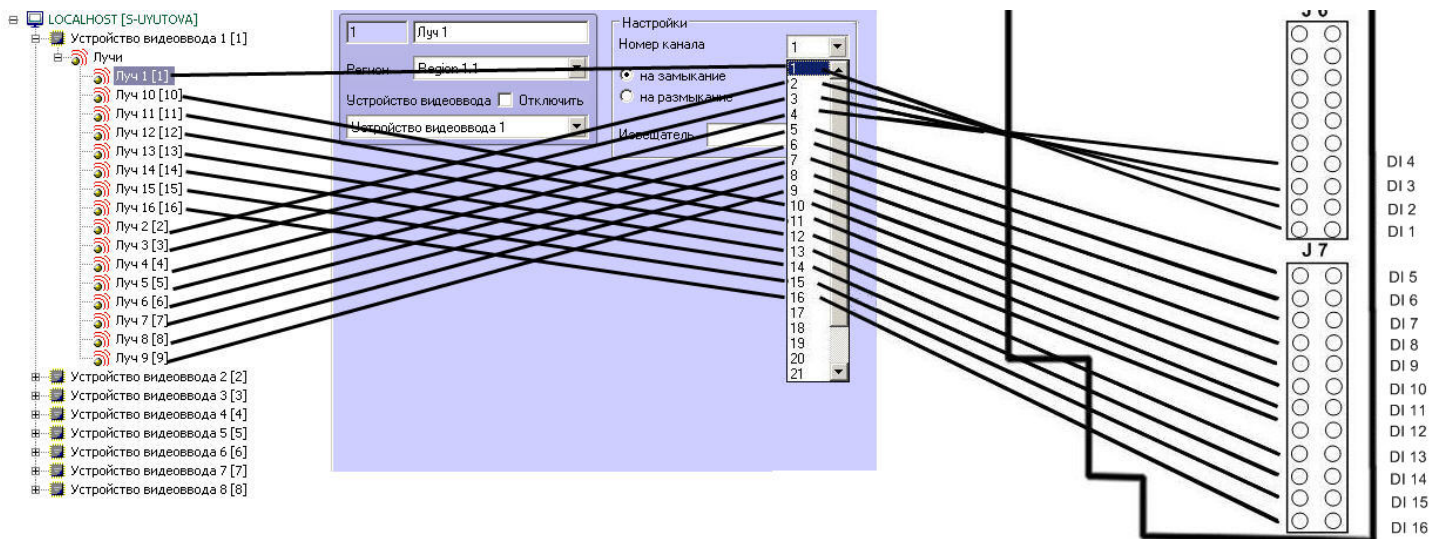 LOCALHOST [S-UYUTOVA]
Устройство видеоввода 1 [1]
Лучи
Луч 1 [1]
Луч 10 [10]
Луч 11 [11]
Луч 12 [12]
Луч 13 [13]
Луч 14 [14]
Луч 15 [15]
Луч 16 [16]
Луч 2 [2]
Луч 3 [3]
Луч 4 [4]
Луч 5 [5]
Луч 6 [6]
Луч 7 [7]
Луч 8 [8]
Луч 9 [9]
Устройство видеоввода 2 [2]
Устройство видеоввода 3 [3]
Устройство видеоввода 4 [4]
Устройство видеоввода 5 [5]
Устройство видеоввода 6 [6]
Устройство видеоввода 7 [7]
Устройство видеоввода 8 [8]
1
Луч 1
Регион
Region 1.1
Устройство видеоввода
Отключить
Устройство видеоввода 1
Настройки
Номер канала
1
на замыкание
на размыкание
Извещатель
1
2
3
4
5
6
7
8
9
10
11
12
13
14
15
16
17
18
19
20
21
J 6
DI 4
DI 3
DI 2
DI 1
J 7
DI 5
DI 6
DI 7
DI 8
DI 9
DI 10
DI 11
DI 12
DI 13
DI 14
DI 15
DI 16